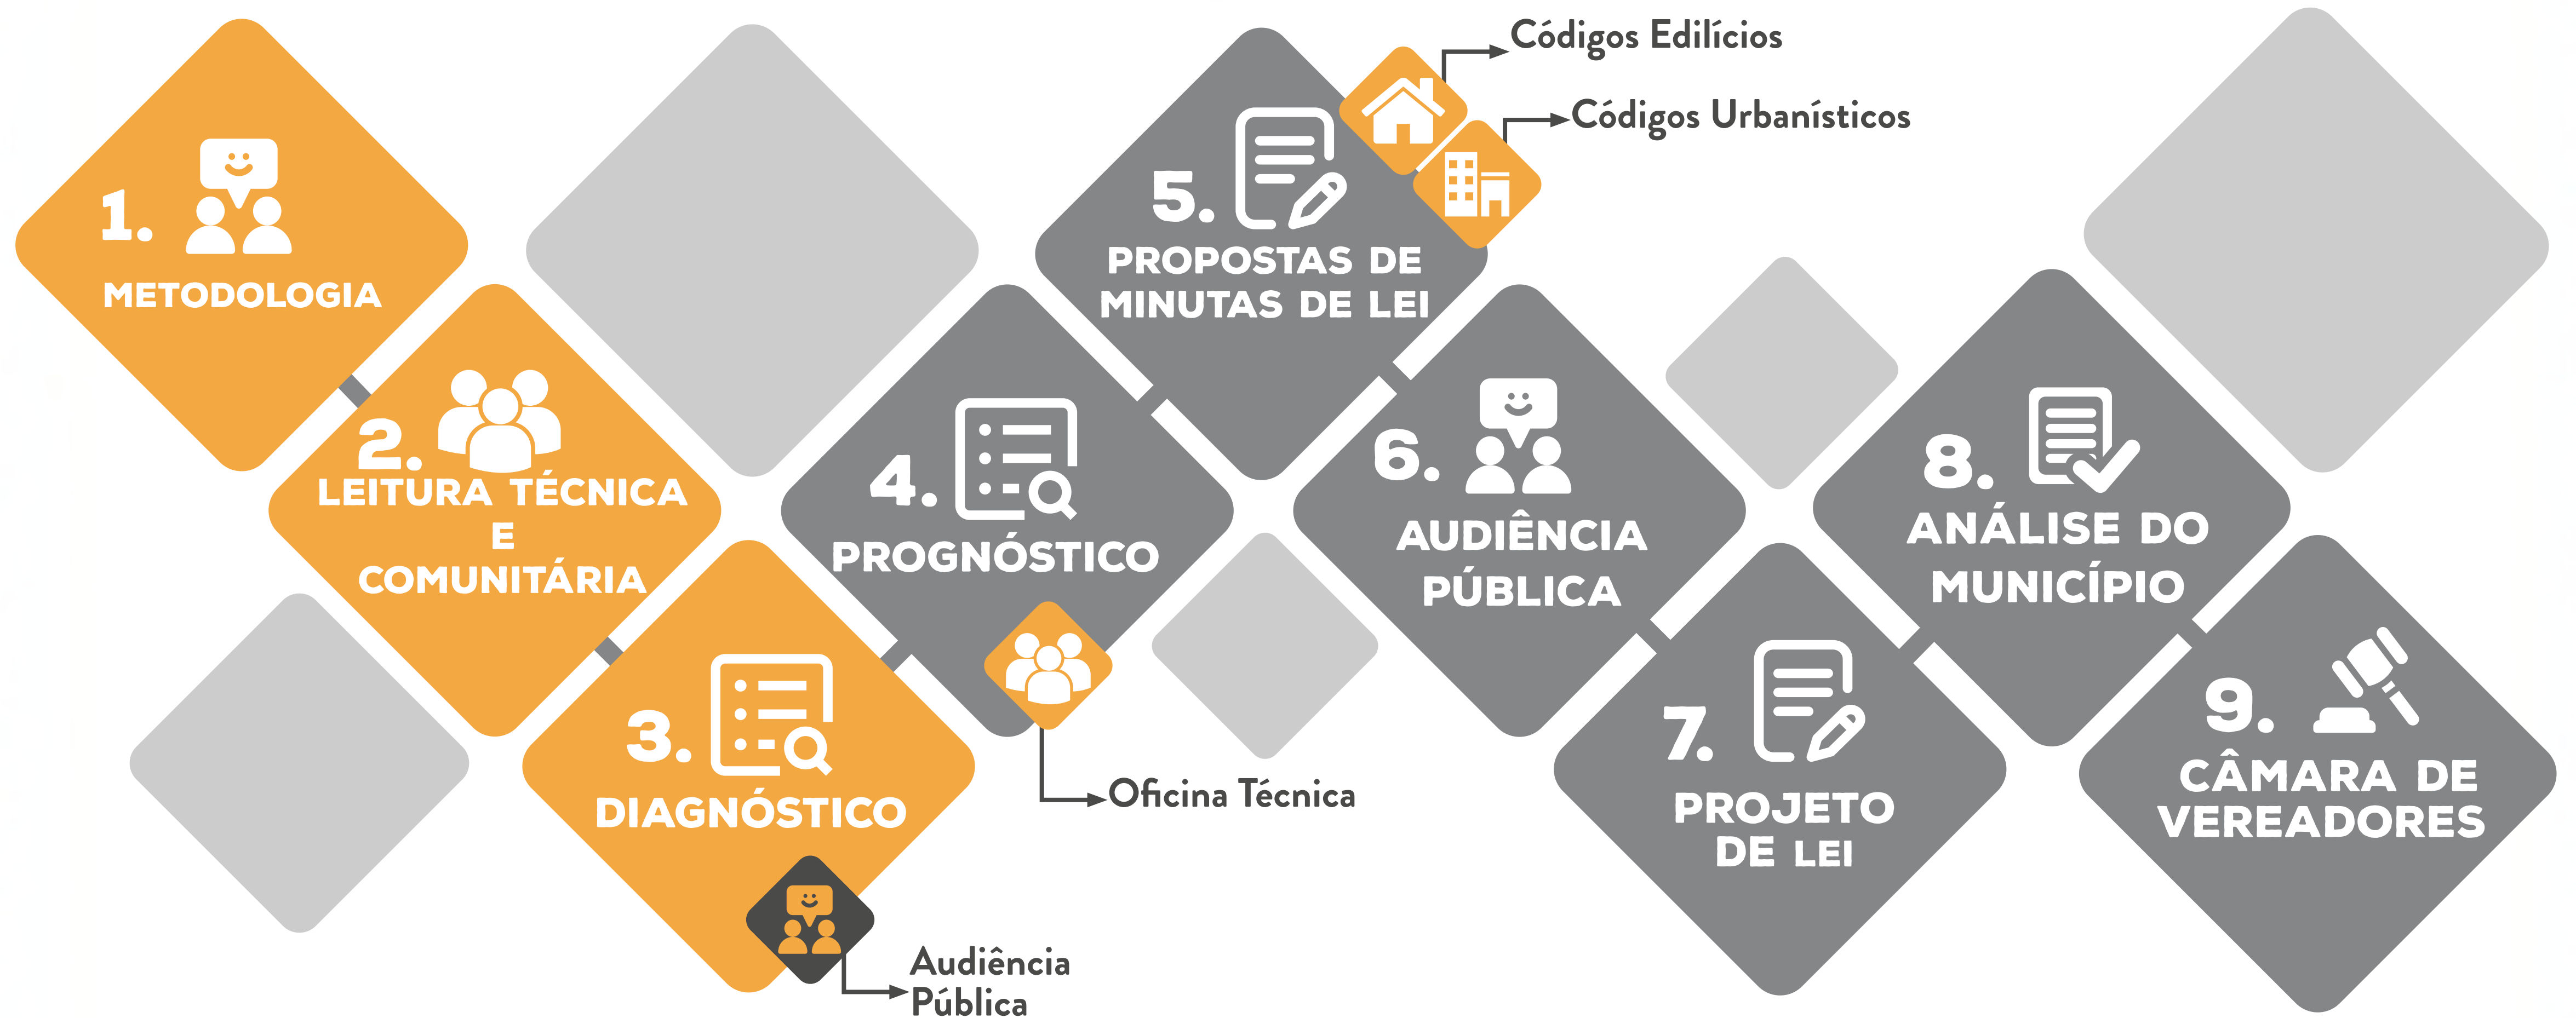 1.
METODOLOGIA
2.
LEITURA TÉCNICA
E
COMUNITÁRIA
3.
DIAGNÓSTICO
Audiência
Pública
4.
PROGNÓSTICO
Oficina Técnica
5.
PROPOSTAS DE
MINUTAS DE LEI
Códigos Edilícios
Códigos Urbanísticos
6.
AUDIÊNCIA
PÚBLICA
7.
PROJETO
DE LEI
8.
ANÁLISE DO
MUNICÍPIO
9.
CÂMARA DE
VEREADORES